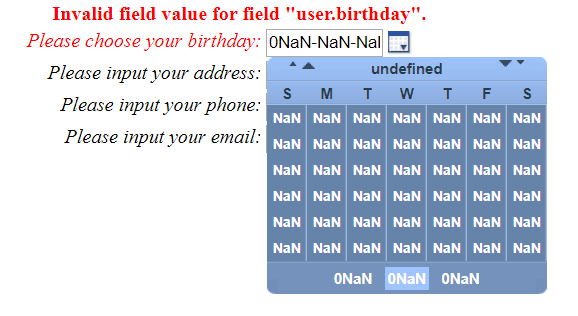 Invalid field value for field "user.birthday".
Please choose your birthday: 0NaN-NaN-NaI
Please input your address:
Please input your phone:
Please input your email:
undefined
S M T W T F S
NaN NaN NaN NaN NaN NaN NaN
NaN NaN NaN NaN NaN NaN NaN
NaN NaN NaN NaN NaN NaN NaN
NaN NaN NaN NaN NaN NaN NaN
NaN NaN NaN NaN NaN NaN NaN
NaN NaN NaN NaN NaN NaN NaN
0NaN 0NaN 0NaN